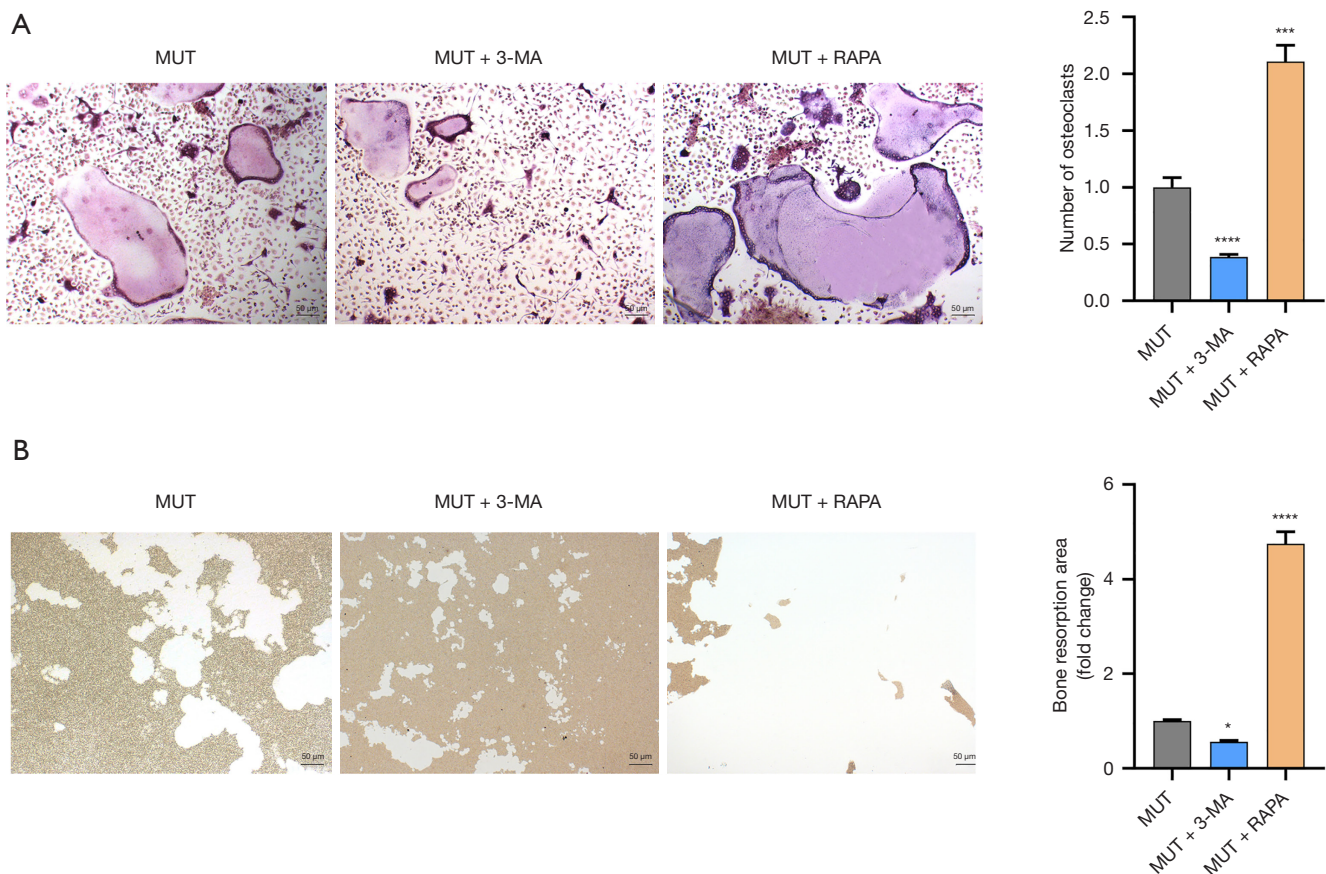 A
MUT
MUT + 3-MA
MUT + RAPA
50 µm
50 µm
50 µm
Number of osteoclasts
2.5
2.0
1.5
1.0
0.5
0.0
***
****
MUT
MUT + 3-MA
MUT + RAPA
B
MUT
MUT + 3-MA
MUT + RAPA
50 µm
50 µm
50 µm
Bone resorption area
(fold change)
6
4
2
0
****
*
MUT
MUT + 3-MA
MUT + RAPA